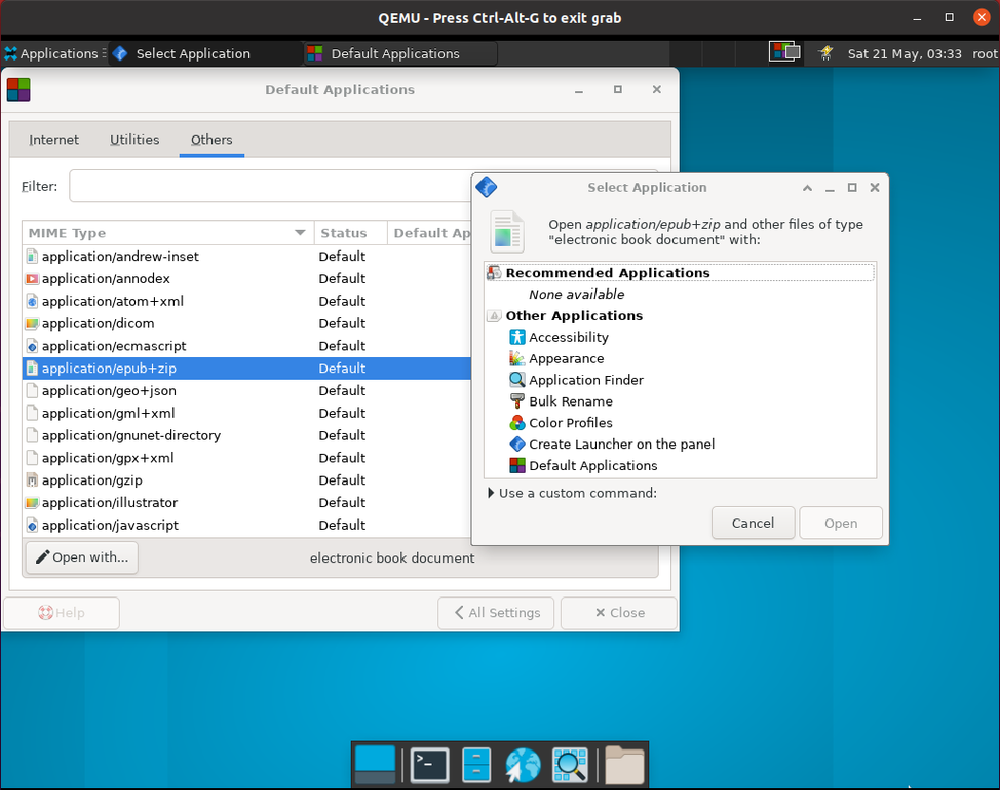 QEMU - Press Ctrl-Alt-G to exit grab
Applications Select Application Default Applications Sat 21 May, 03:33 root
Default Applications
Internet Utilities Others
Filter:
MIME Type Status Default Ap
application/andrew-inset Default
application/annodex Default
application/atom+xml Default
application/dicom Default
application/ecmascript Default
application/epub+zip Default
application/geo+json Default
application/gml+xml Default
application/gnunet-directory Default
application/gpx+xml Default
application/gzip Default
application/illustrator Default
application/javascript Default
Open with... electronic book document
Help All Settings Close
Select Application
Open application/epub+zip and other files of type
"electronic book document" with:
Recommended Applications
None available
Other Applications
Accessibility
Appearance
Application Finder
Bulk Rename
Color Profiles
Create Launcher on the panel
Default Applications
Use a custom command:
Cancel Open